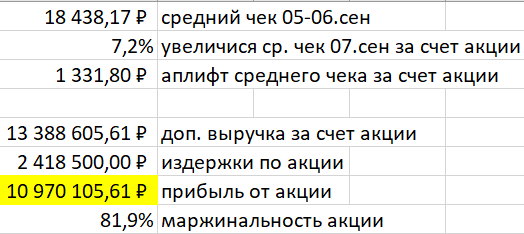 18 438,17 ₽ средний чек 05-06.сен
7,2% увеличися ср. чек 07.сен за счет акции
1 331,80 ₽ аплифт среднего чека за счет акции
13 388 605,61 ₽ доп. выручка за счет акции
2 418 500,00 ₽ издержки по акции
10 970 105,61 ₽ прибыль от акции
81,9% маржинальность акции